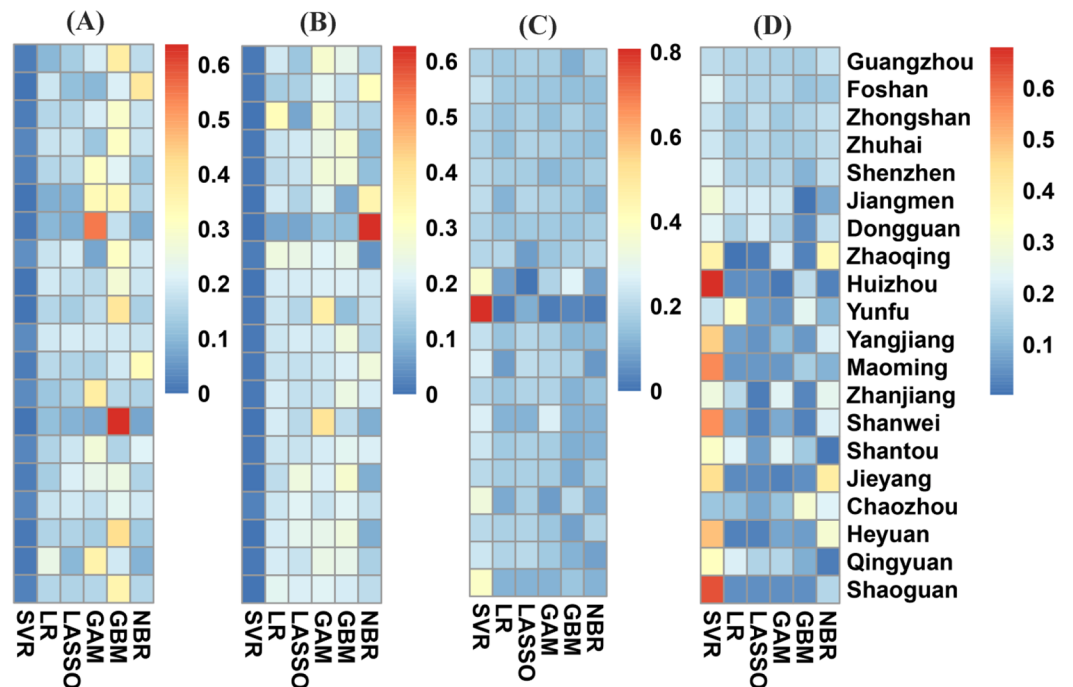 (A)
(B)
(C)
(D)
0.6
0.5
0.4
0.3
0.2
0.1
0
0.6
0.5
0.4
0.3
0.2
0.1
0
0.8
0.6
0.4
0.2
0
Guangzhou
Foshan
Zhongshan
Zhuhai
Shenzhen
Jiangmen
Dongguan
Zhaoqing
Huizhou
Yunfu
Yangjiang
Maoming
Zhanjiang
Shanwei
Shantou
Jieyang
Chaozhou
Heyuan
Qingyuan
Shaoguan
0.6
0.5
0.4
0.3
0.2
0.1
SVR
LR
LASSO
GAM
GBM
NBR
SVR
LR
LASSO
GAM
GBM
NBR
SVR
LR
LASSO
GAM
GBM
NBR
SVR
LR
LASSO
GAM
GBM
NBR